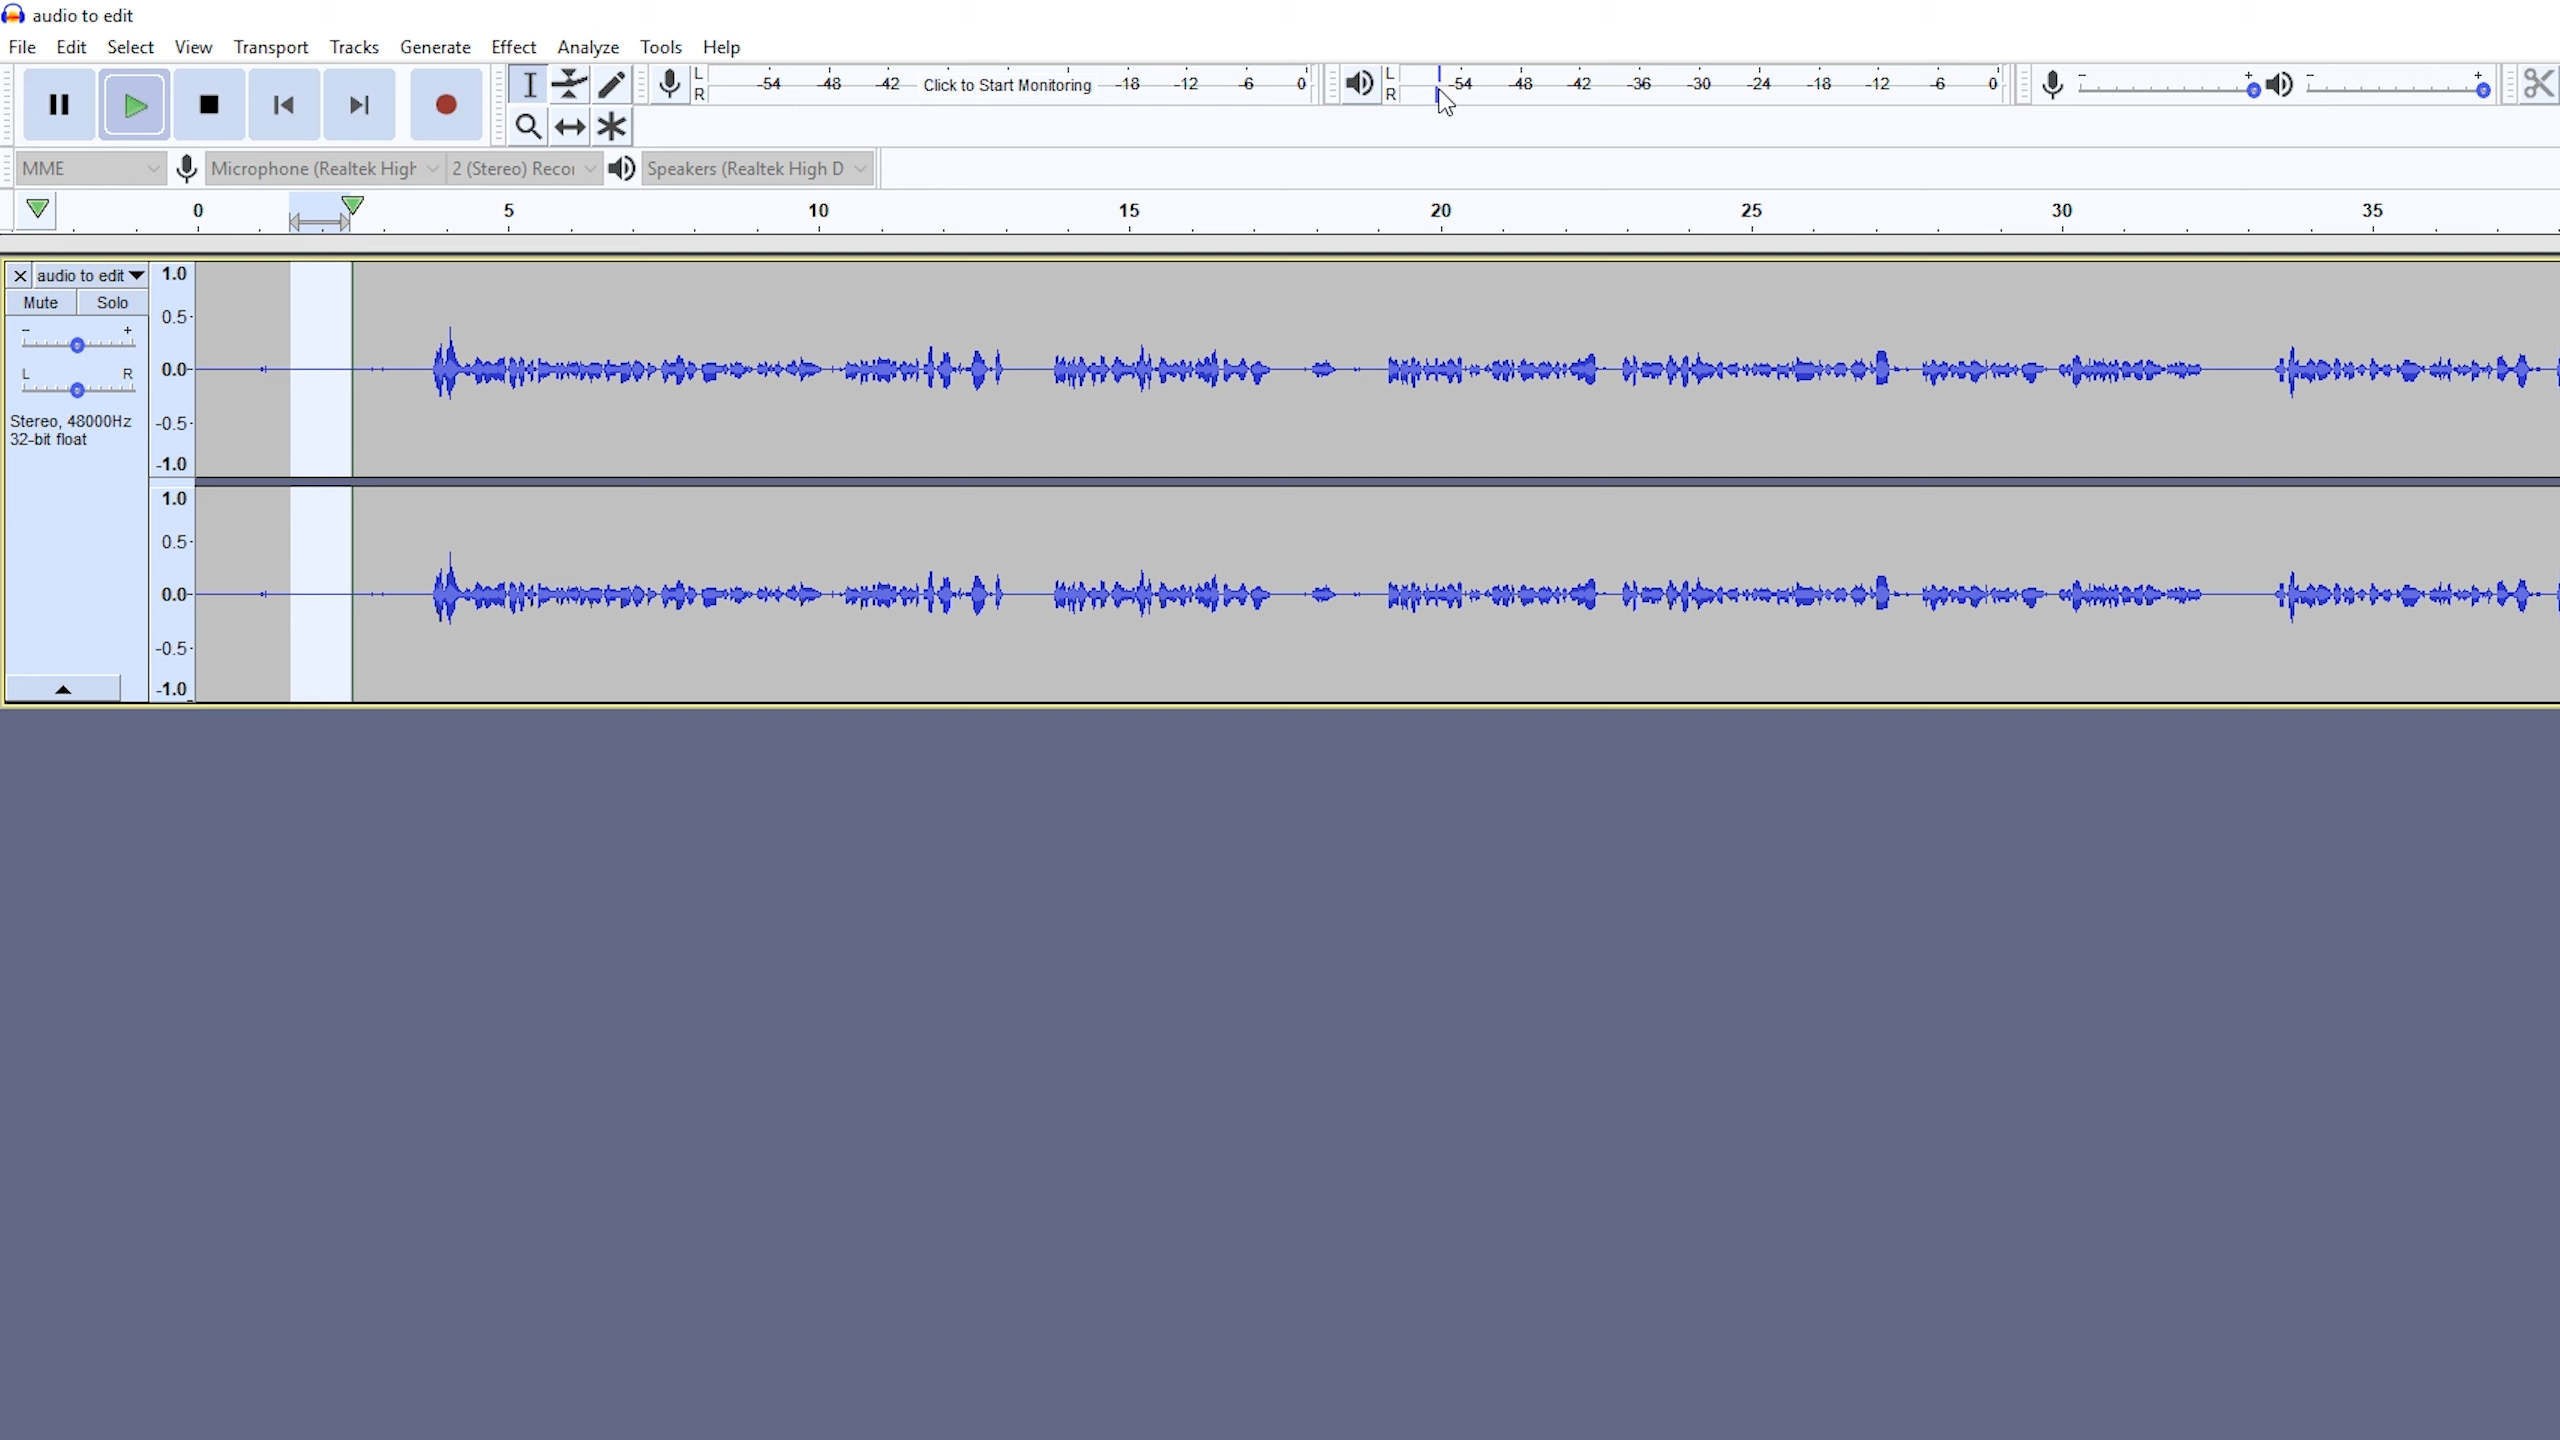 audio to edit
File Edit Select View Transport Tracks Generate Effect Analyze Tools Help
L -54 -48 -42 Click to Start Monitoring -18 -12 -6 0 L -54 -48 -42 -36 -30 -24 -18 -12 -6 0 - + - +
R R
MME Microphone (Realtek High 2 (Stereo) Recor Speakers (Realtek High D
0 5 10 15 20 25 30 35
audio to edit 1.0
Mute Solo
0.5
- +
0.0
L R
Stereo, 48000Hz -0.5
32-bit float
-1.0
1.0
0.5
0.0
-0.5
-1.0